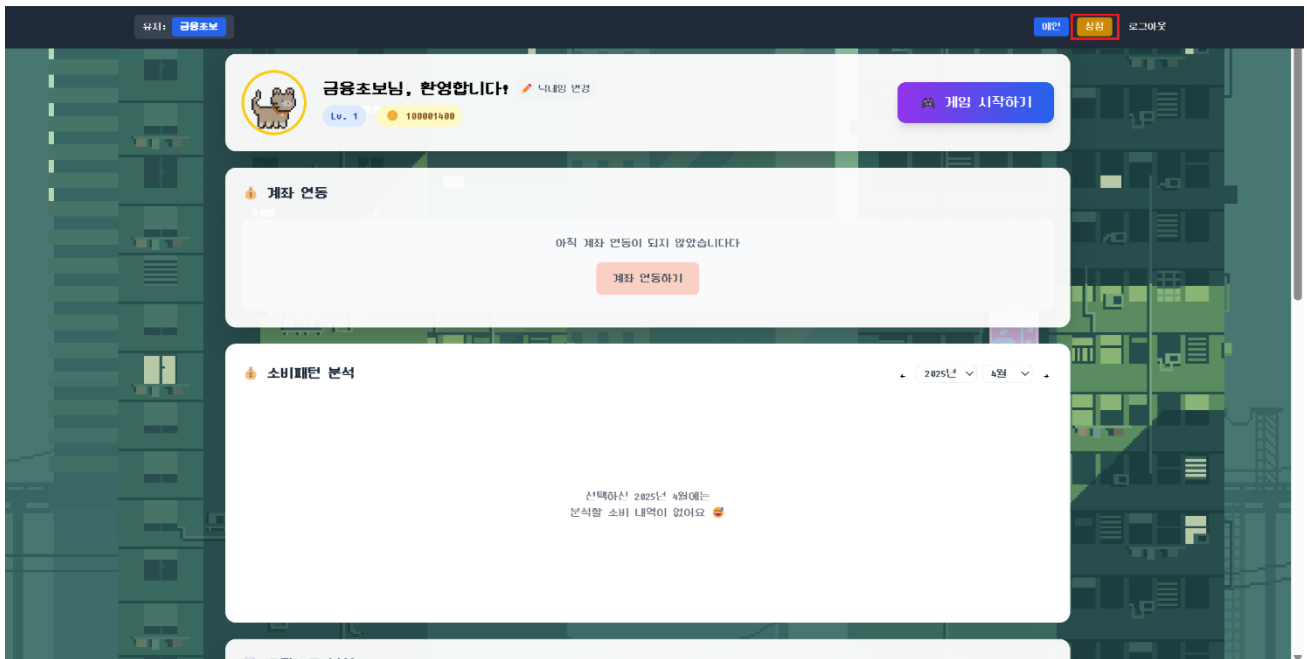 유저: 금융초보
메인 상점 로그아웃
금융초보님, 환영합니다! 닉네임 변경
Lv. 1 100001400
게임 시작하기
계좌 연동
아직 계좌 연동이 되지 않았습니다다
계좌 연동하기
소비패턴 분석
← 2025년 4월 →
선택하신 2025년 4월에는
분석할 소비 내역이 없어요